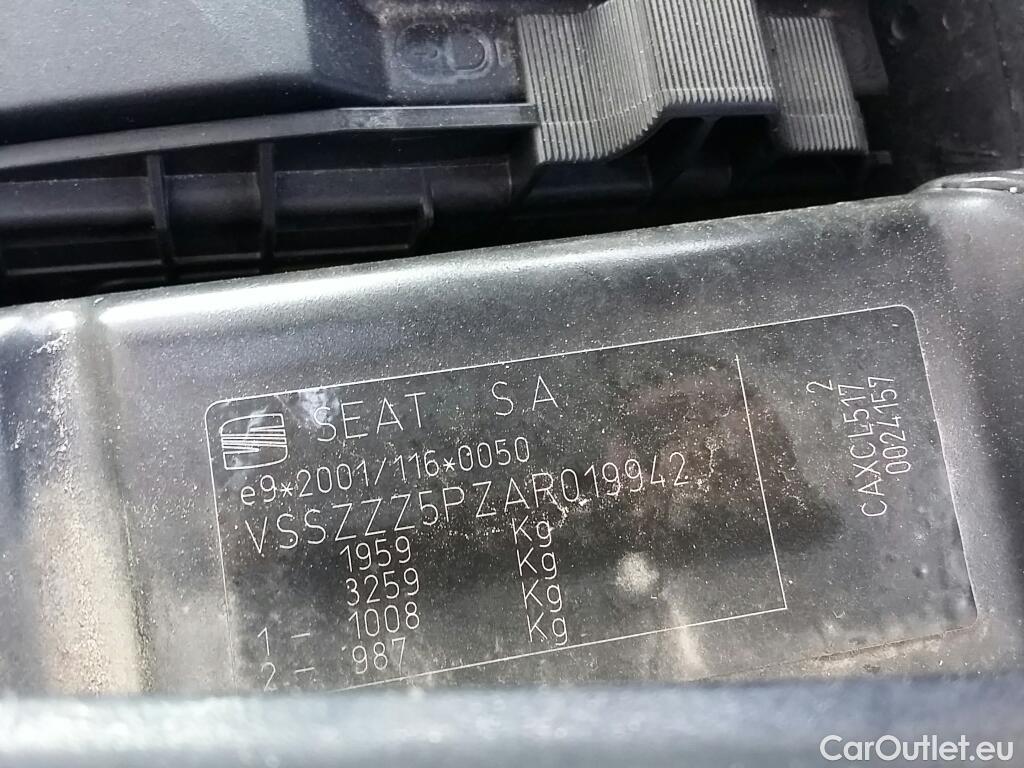 SEAT S.A
e9*2001/116*0050
VSSZZZ5PZAR019942
1959 Kg
3259 Kg
1 - 1008 Kg
2 - 987 Kg
2
CAXCL517
0024157
CarOutlet.eu